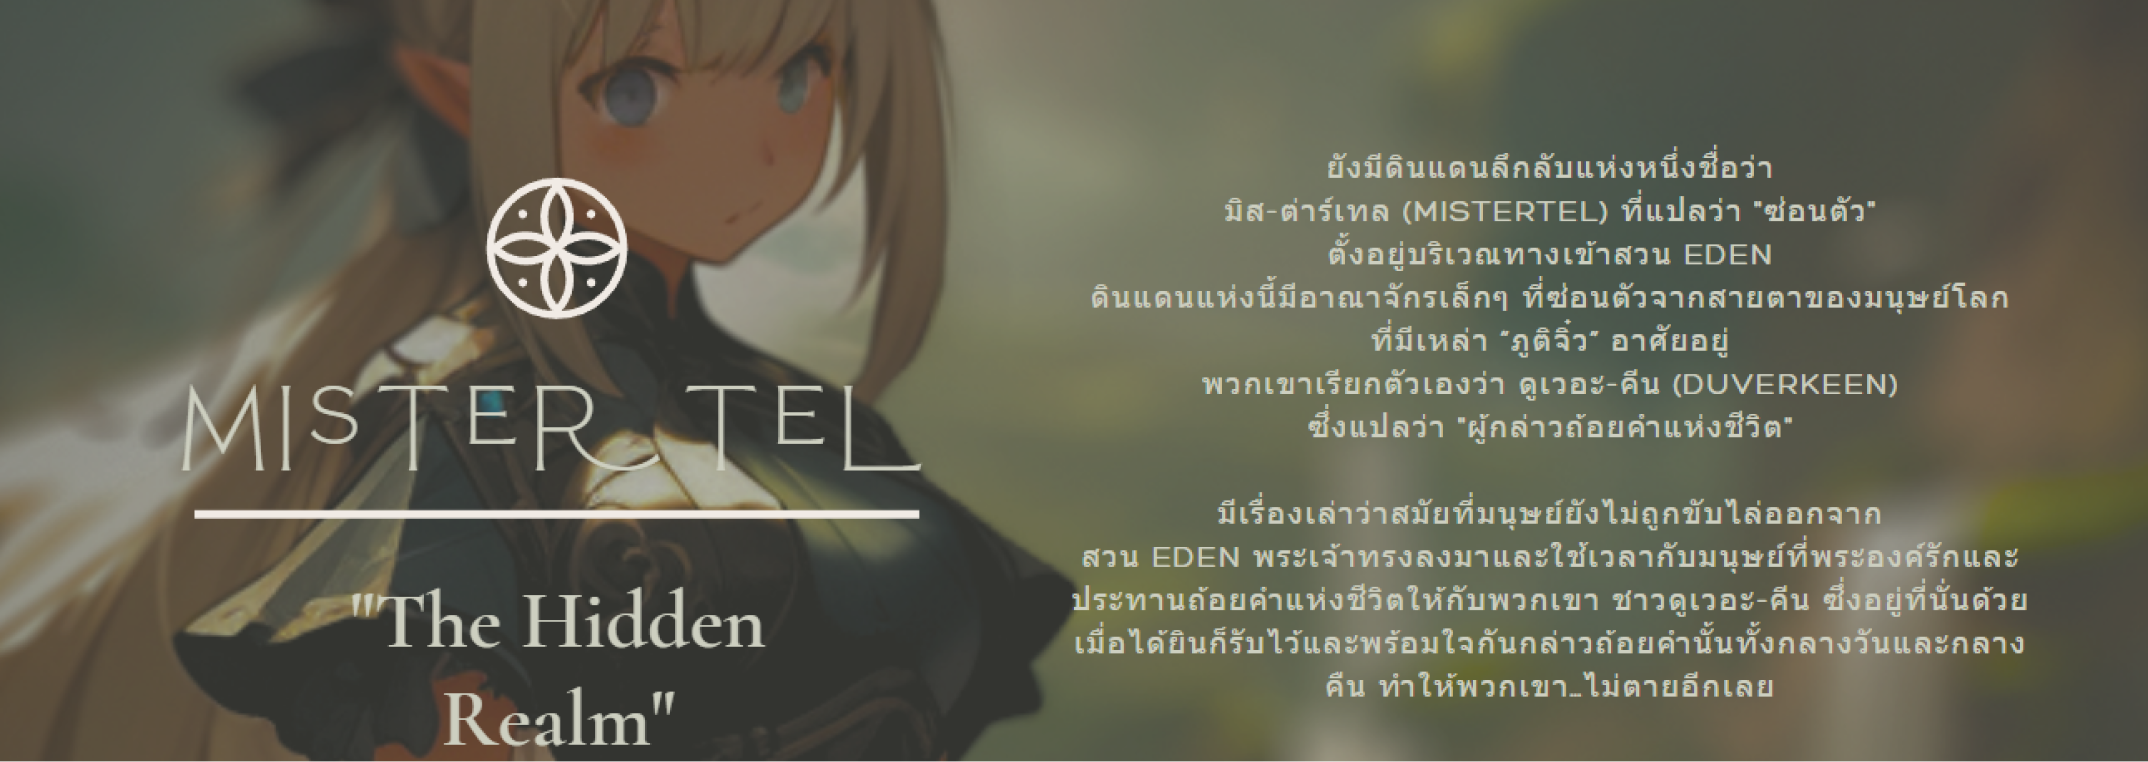 MISTER TEL
"The Hidden
Realm"
ยังมีดินแดนลึกลับแห่งหนึ่งชื่อว่า
มิส-ต่าร์เทล (MISTERTEL) ที่แปลว่า "ซ่อนตัว"
ตั้งอยู่บริเวณทางเข้าสวน EDEN
ดินแดนแห่งนี้มีอาณาจักรเล็กๆ ที่ซ่อนตัวจากสายตาของมนุษย์โลก
ที่มีเหล่า "ภูติจิ๋ว" อาศัยอยู่
พวกเขาเรียกตัวเองว่า ดูเวอะ-คีน (DUVERKEEN)
ซึ่งแปลว่า "ผู้กล่าวถ้อยคำแห่งชีวิต"
มีเรื่องเล่าว่าสมัยที่มนุษย์ยังไม่ถูกขับไล่ออกจาก
สวน EDEN พระเจ้าทรงลงมาและใช้เวลากับมนุษย์ที่พระองค์รักและ
ประทานถ้อยคำแห่งชีวิตให้กับพวกเขา ชาวดูเวอะ-คีน ซึ่งอยู่ที่นั่นด้วย
เมื่อได้ยินก็รับไว้และพร้อมใจกันกล่าวถ้อยคำนั้นทั้งกลางวันและกลาง
คืน ทำให้พวกเขา...ไม่ตายอีกเลย